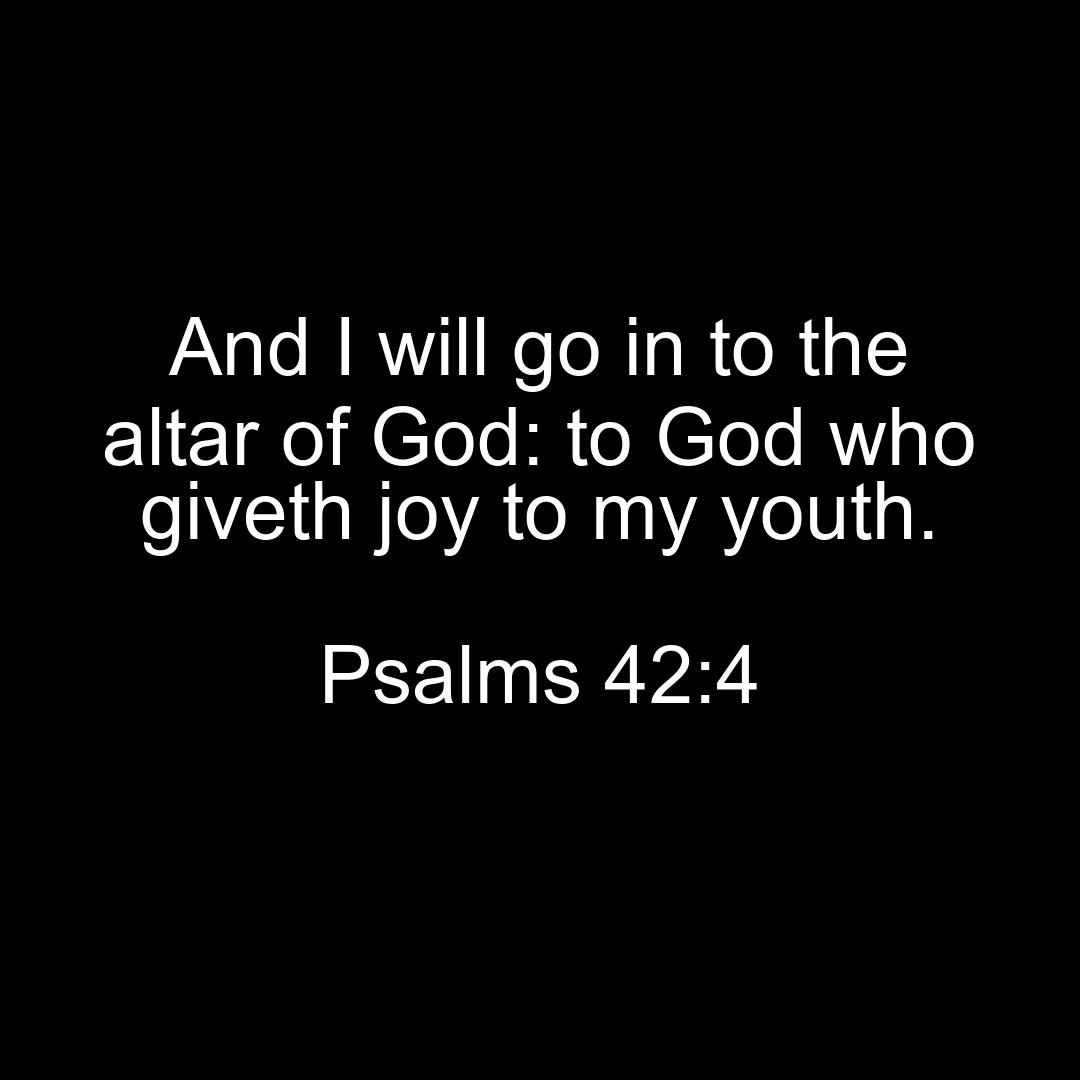 And I will go in to the
altar of God: to God who
giveth joy to my youth.
Psalms 42:4